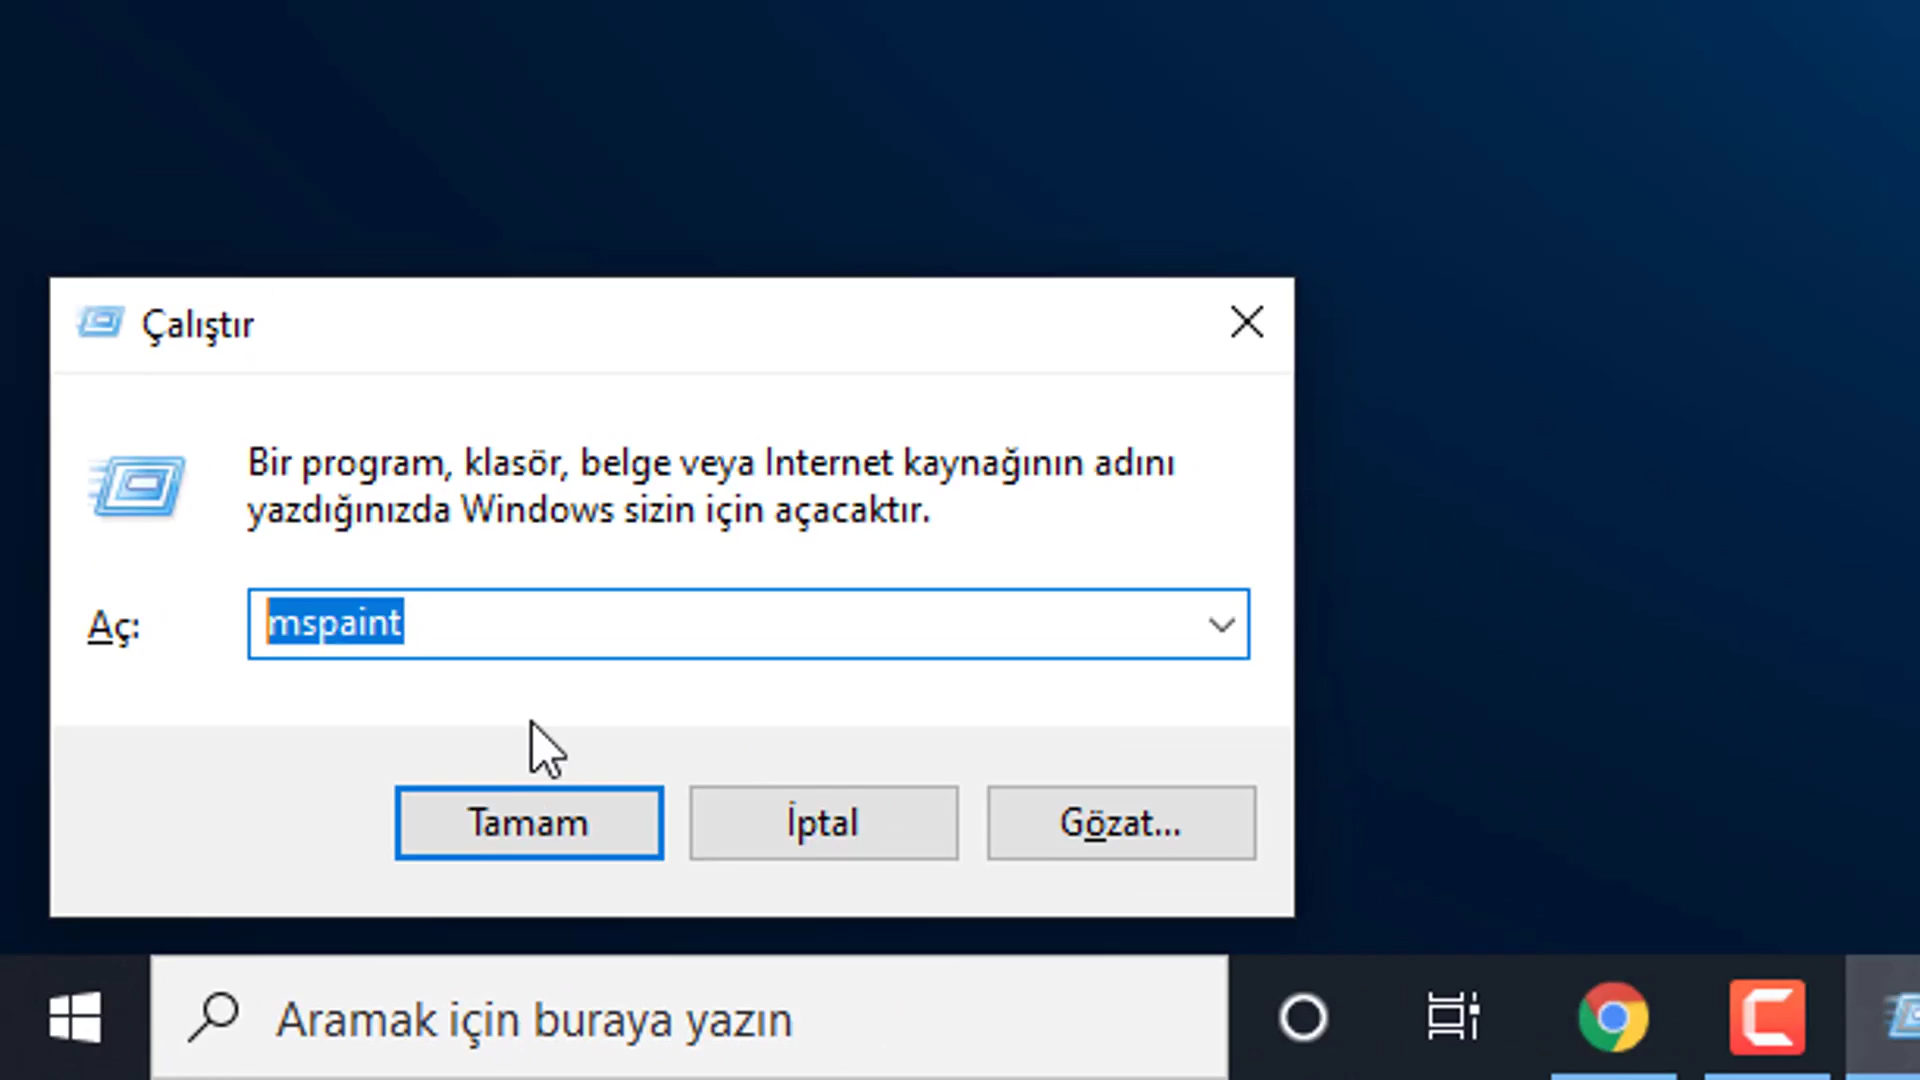 Çalıştır
Bir program, klasör, belge veya Internet kaynağının adını
yazdığınızda Windows sizin için açacaktır.
Aç:
mspaint
Tamam
İptal
Gözat...
Aramak için buraya yazın